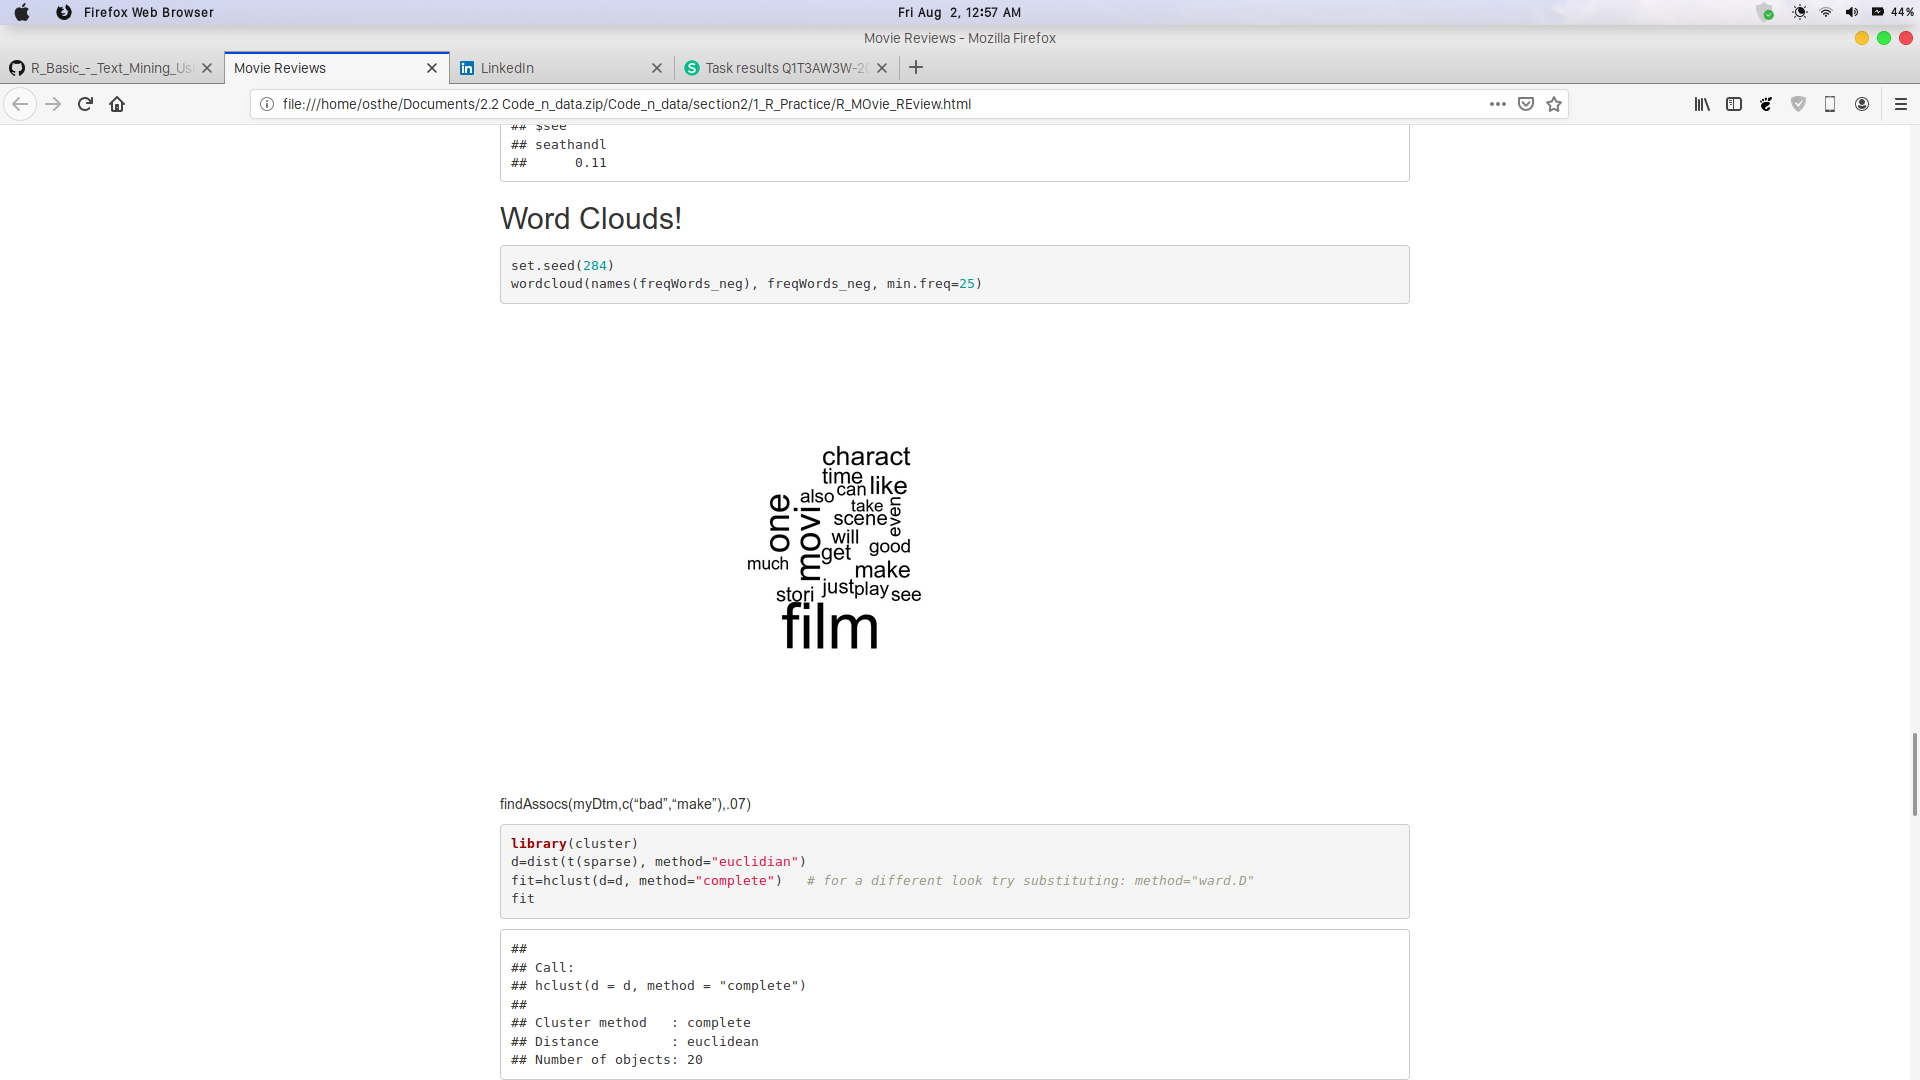 Firefox Web Browser
Fri Aug 2, 12:57 AM
44%
Movie Reviews - Mozilla Firefox
R_Basic_-_Text_Mining_Us
Movie Reviews
LinkedIn
Task results Q1T3AW3W-20
file:///home/osthe/Documents/2.2 Code_n_data.zip/Code_n_data/section2/1_R_Practice/R_MOvie_REview.html
## $see
## seathandl
##      0.11
Word Clouds!
set.seed(284)
wordcloud(names(freqWords_neg), freqWords_neg, min.freq=25)
charact
time
like
also
can
take
even
one
movi
scene
will
get
good
much
make
just
play
see
stori
film
findAssocs(myDtm,c(“bad”,“make”),.07)
library(cluster)
d=dist(t(sparse), method="euclidian")
fit=hclust(d=d, method="complete")   # for a different look try substituting: method="ward.D"
fit
##
## Call:
## hclust(d = d, method = "complete")
##
## Cluster method   : complete
## Distance         : euclidean
## Number of objects: 20